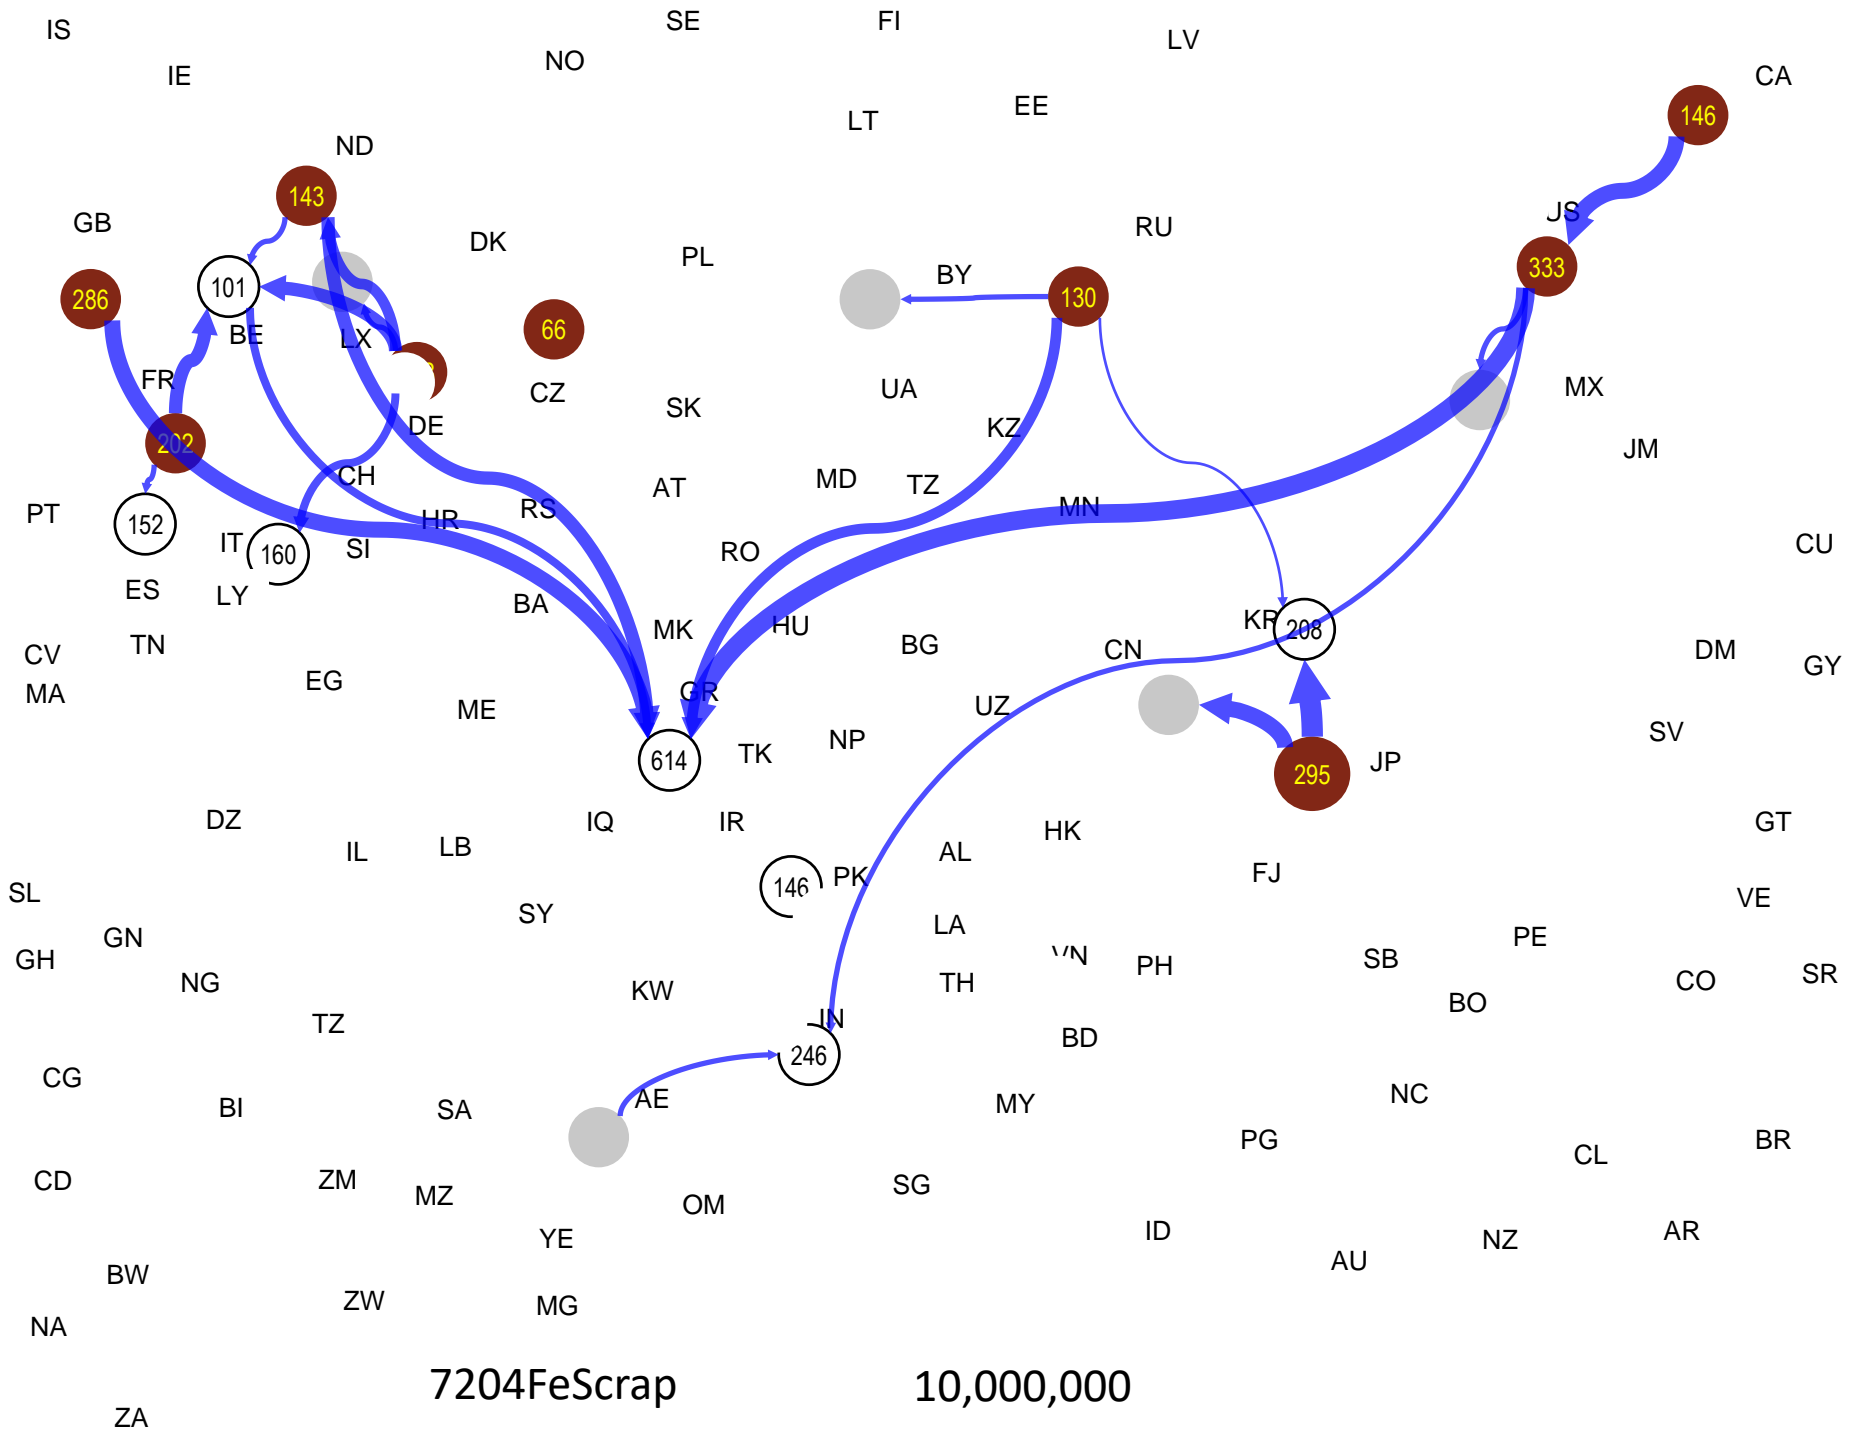 IS
SE
FI
LV
IE
NO
CA
LT
EE
146
ND
143
GB
DK
PL
RU
JS
BY
333
286
101
130
66
BE
LX
FR
CZ
UA
MX
DE
SK
KZ
202
JM
CH
AT
MD
TZ
PT
152
HR
RS
MN
IT
160
SI
RO
CU
ES
LY
BA
MK
HU
KR
208
TN
BG
CN
DM
CV
GY
MA
EG
ME
GR
UZ
SV
614
TK
NP
JP
295
DZ
IQ
IR
HK
GT
IL
LB
AL
SL
146
PK
FJ
VE
SY
LA
GN
PE
GH
VN
PH
SB
NG
KW
TH
CO
SR
BO
TZ
IN
BD
246
CG
BI
SA
AE
MY
NC
PG
BR
CD
ZM
MZ
SG
CL
OM
YE
ID
AU
NZ
AR
BW
ZW
MG
NA
7204FeScrap
10,000,000
ZA